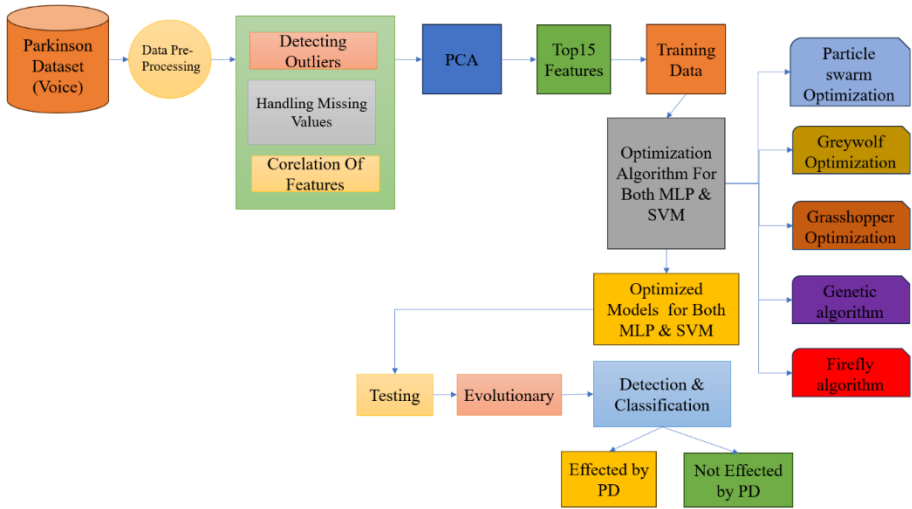 Parkinson
Dataset
(Voice)
Data Pre-
Processing
Detecting
Outliers
Handling Missing
Values
Corelation Of
Features
PCA
Top15
Features
Training
Data
Particle
swarm
Optimization
Greywolf
Optimization
Grasshopper
Optimization
Genetic
algorithm
Firefly
algorithm
Optimization
Algorithm For
Both MLP &
SVM
Optimized
Models for Both
MLP & SVM
Testing
Evolutionary
Detection &
Classification
Effected by
PD
Not Effected
by PD